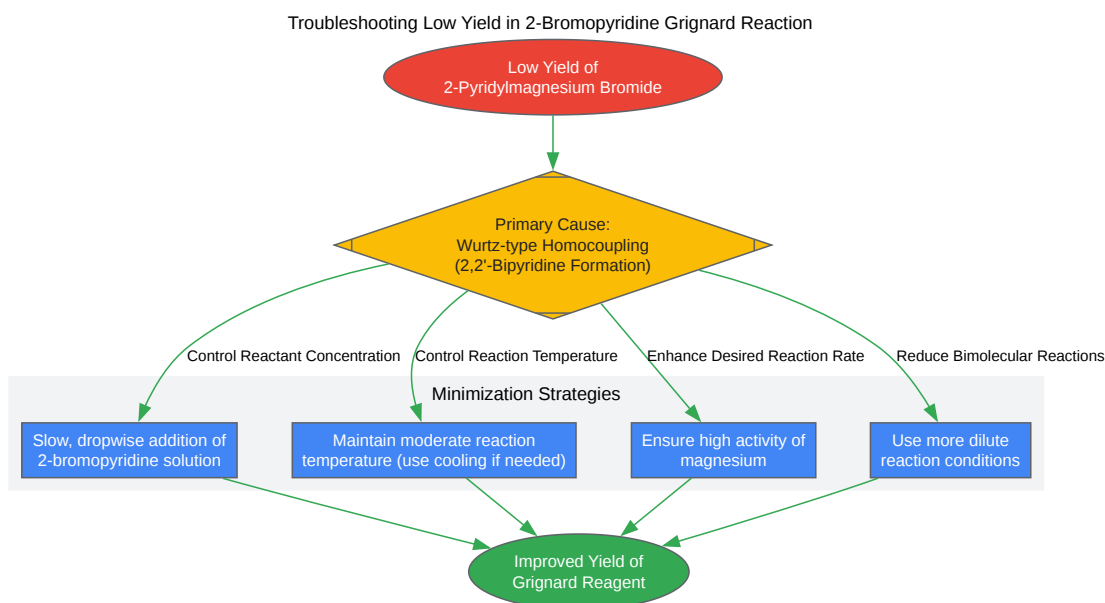 Troubleshooting Low Yield in 2-Bromopyridine Grignard Reaction
Low Yield of
2-Pyridylmagnesium Bromide
Primary Cause:
Wurtz-type Homocoupling
(2,2'-Bipyridine Formation)
Control Reactant Concentration
Control Reaction Temperature
Enhance Desired Reaction Rate
Reduce Bimolecular Reactions
Minimization Strategies
Slow, dropwise addition of
2-bromopyridine solution
Maintain moderate reaction
temperature (use cooling if needed)
Ensure high activity of
magnesium
Use more dilute
reaction conditions
Improved Yield of
Grignard Reagent